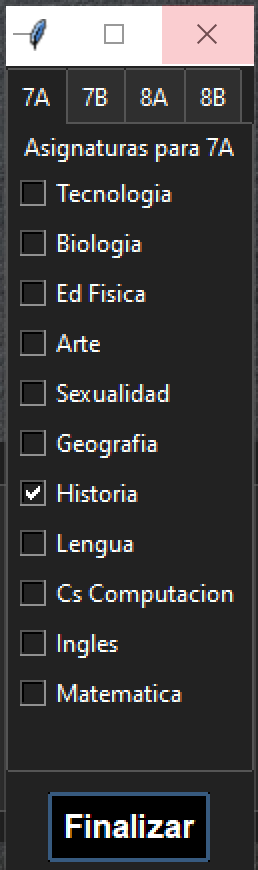 7A 7B 8A 8B
Asignaturas para 7A
Tecnologia
Biologia
Ed Fisica
Arte
Sexualidad
Geografia
Historia
Lengua
Cs Computacion
Ingles
Matematica
Finalizar